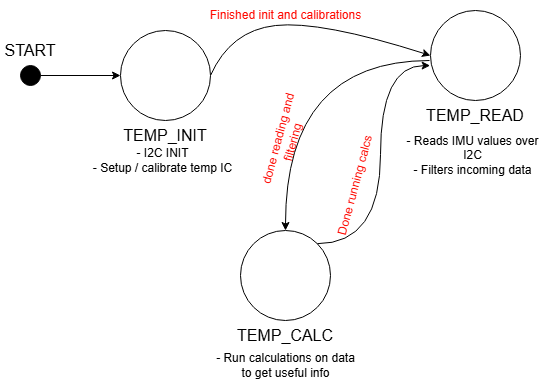 Finished init and calibrations
START
TEMP_INIT
- I2C INIT
- Setup / calibrate temp IC
TEMP_READ
- Reads IMU values over
I2C
- Filters incoming data
done reading and
filtering
Done running calcs
TEMP_CALC
- Run calculations on data
to get useful info